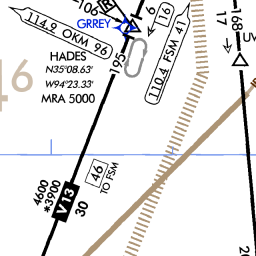 106
GRREY
6
16
168
17
114.9 OKM 96
110.4 FSM 41
HADES
N35°08.63'
W94°23.33'
MRA 5000
195
6
46
TO FSM
4600
*3900
V13
30
20